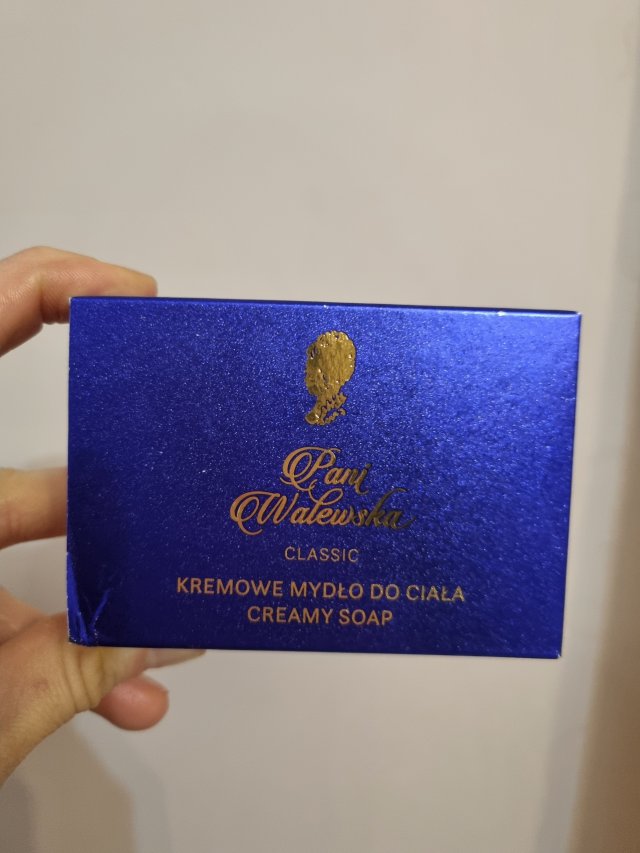 Pani
Walewska
CLASSIC
KREMOWE MYDŁO DO CIAŁA
CREAMY SOAP